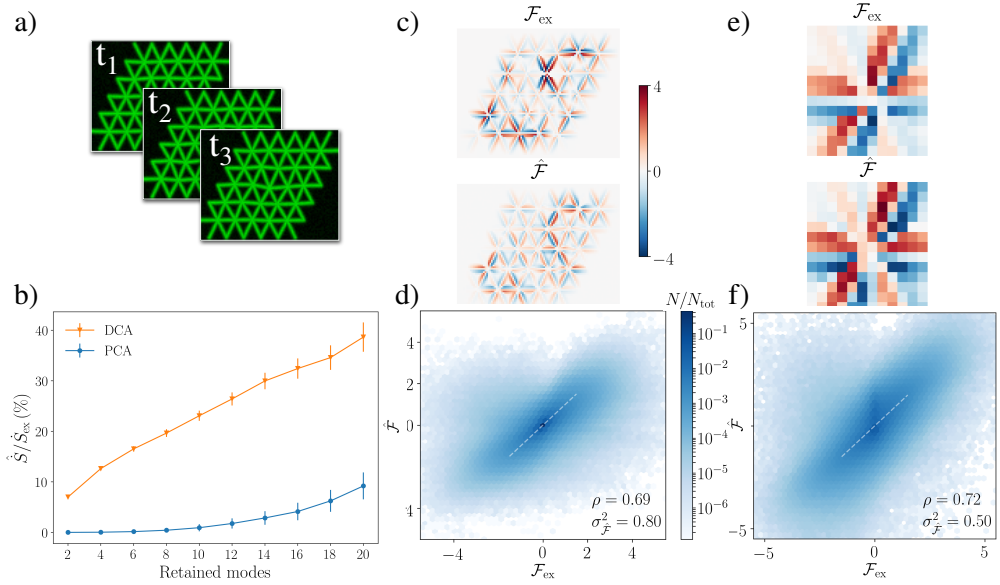 a)
t1
t2
t3
b)
DCA
PCA
40
30
20
10
0
2 4 6 8 10 12 14 16 18 20
Retained modes
Ŝ̇/Ṡex (%)
c)
ℱex
ℱ̂
4
0
−4
d)
4
2
0
-4
−4 0 4
ℱ̂
ℱex
ρ = 0.69
σ²ℱ̂ = 0.80
N/Ntot
10⁻¹
10⁻²
10⁻³
10⁻⁴
10⁻⁵
10⁻⁶
e)
ℱex
ℱ̂
f)
5
0
-5
−5 0 5
ℱ̂
ℱex
ρ = 0.72
σ²ℱ̂ = 0.50